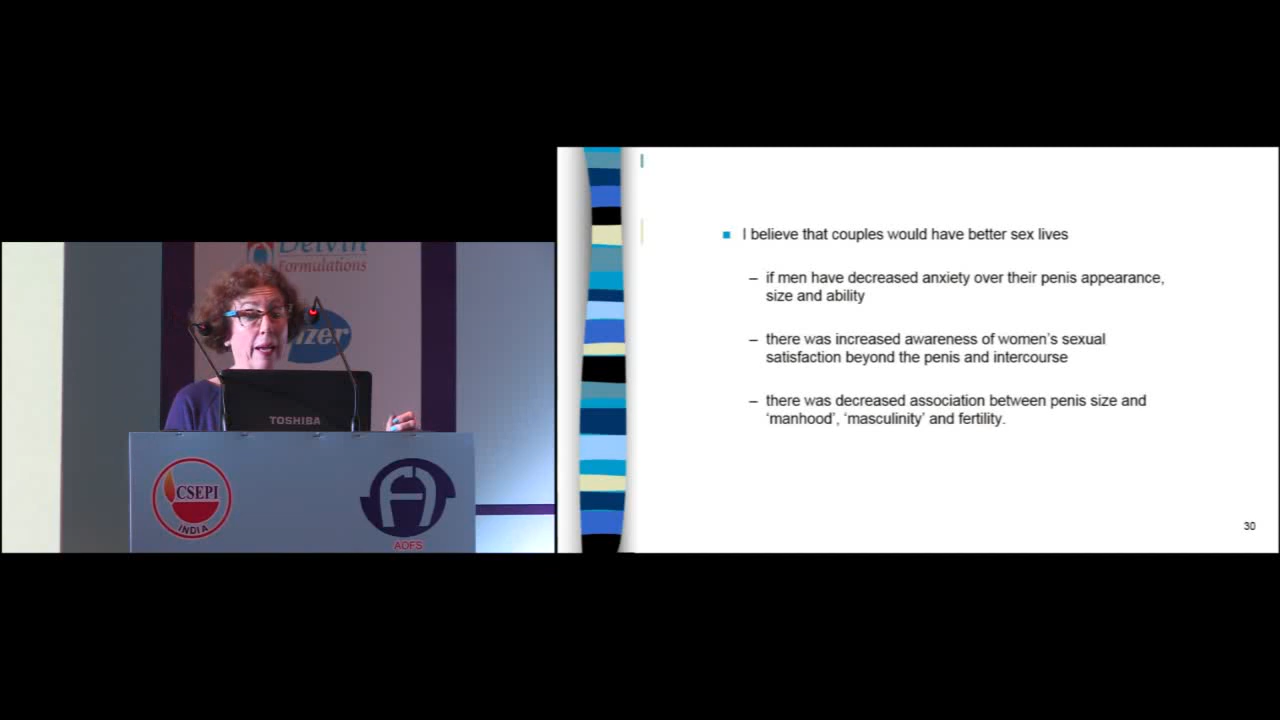 Delvin
Formulations
TOSHIBA
CSEPI
INDIA
AOFS
■ I believe that couples would have better sex lives
– if men have decreased anxiety over their penis appearance,
size and ability
– there was increased awareness of women's sexual
satisfaction beyond the penis and intercourse
– there was decreased association between penis size and
‘manhood’, ‘masculinity’ and fertility.
30